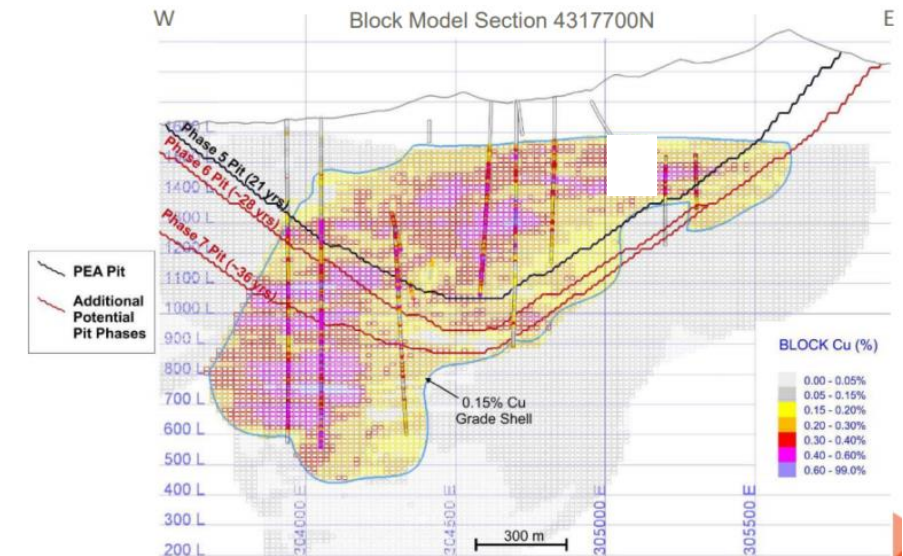 W
Block Model Section 4317700N
E
Phase 5 Pit (21 yrs)
Phase 6 Pit (~28 yrs)
Phase 7 Pit (~36 yrs)
1400 L
1100 L
1000 L
900 L
800 L
700 L
600 L
500 L
400 L
300 L
200 L
PEA Pit
Additional
Potential
Pit Phases
0.15% Cu
Grade Shell
BLOCK Cu (%)
0.00 - 0.05%
0.05 - 0.15%
0.15 - 0.20%
0.20 - 0.30%
0.30 - 0.40%
0.40 - 0.60%
0.60 - 99.0%
300 m
304000 E
304500 E
305000 E
305500 E